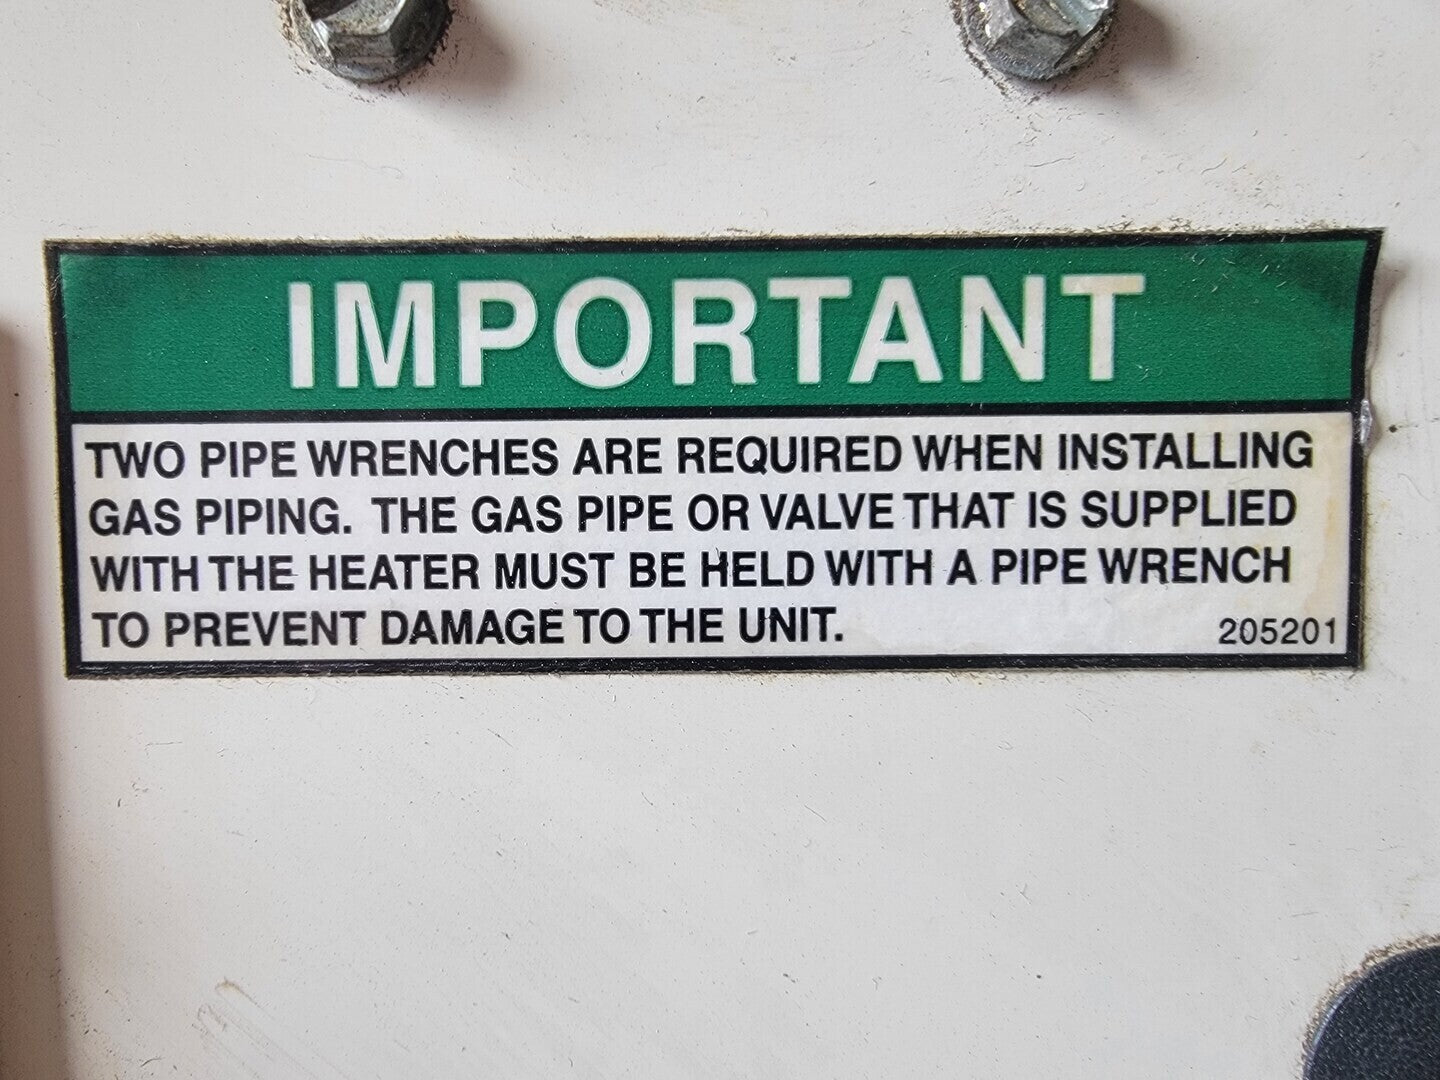 IMPORTANT
TWO PIPE WRENCHES ARE REQUIRED WHEN INSTALLING
GAS PIPING. THE GAS PIPE OR VALVE THAT IS SUPPLIED
WITH THE HEATER MUST BE HELD WITH A PIPE WRENCH
TO PREVENT DAMAGE TO THE UNIT. 205201